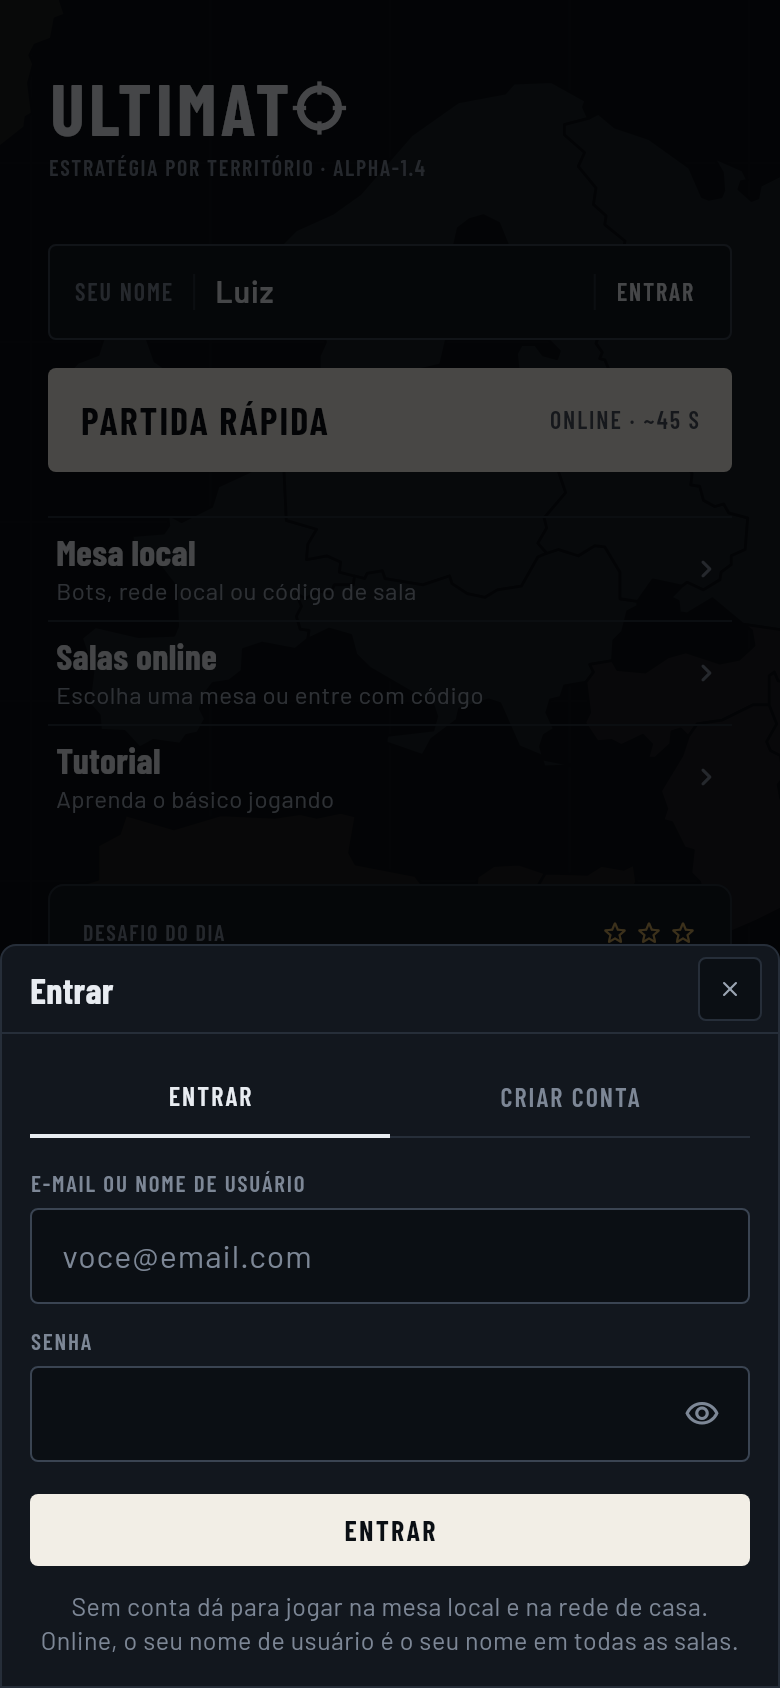 ULTIMATO
ESTRATÉGIA POR TERRITÓRIO · ALPHA-1.4
SEU NOME Luiz ENTRAR
PARTIDA RÁPIDA ONLINE · ~45 S
Mesa local
Bots, rede local ou código de sala
Salas online
Escolha uma mesa ou entre com código
Tutorial
Aprenda o básico jogando
DESAFIO DO DIA
Entrar
ENTRAR CRIAR CONTA
E-MAIL OU NOME DE USUÁRIO
voce@email.com
SENHA
ENTRAR
Sem conta dá para jogar na mesa local e na rede de casa.
Online, o seu nome de usuário é o seu nome em todas as salas.